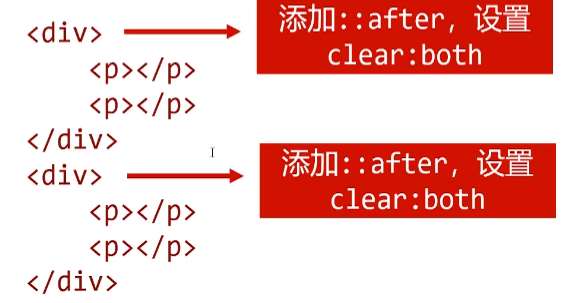 <div>
添加::after, 设置
clear:both
<p></p>
<p></p>
</div>
<div>
添加::after, 设置
clear:both
<p></p>
<p></p>
</div>